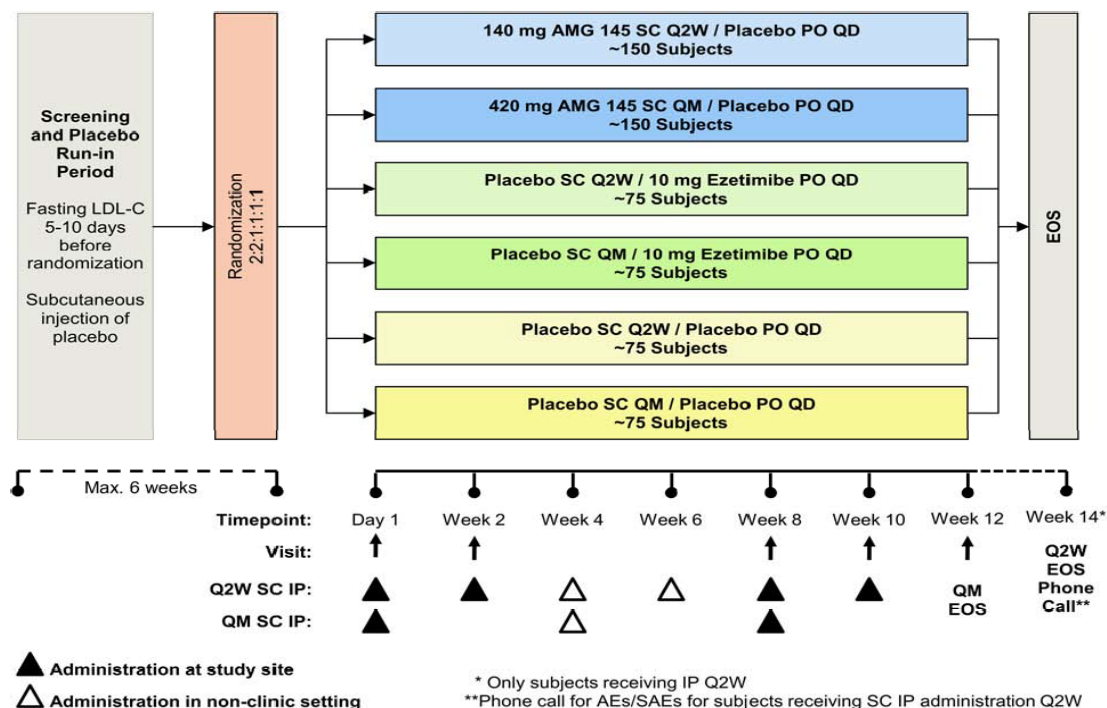 Screening
and Placebo
Run-in
Period
Fasting LDL-C
5-10 days
before
randomization
Subcutaneous
injection of
placebo
Randomization
2:2:1:1:1:1
140 mg AMG 145 SC Q2W / Placebo PO QD
~150 Subjects
420 mg AMG 145 SC QM / Placebo PO QD
~150 Subjects
Placebo SC Q2W / 10 mg Ezetimibe PO QD
~75 Subjects
Placebo SC QM / 10 mg Ezetimibe PO QD
~75 Subjects
Placebo SC Q2W / Placebo PO QD
~75 Subjects
Placebo SC QM / Placebo PO QD
~75 Subjects
EOS
Max. 6 weeks
Timepoint: Day 1 Week 2 Week 4 Week 6 Week 8 Week 10 Week 12 Week 14*
Visit:
Q2W SC IP:
QM SC IP:
QM
EOS
Q2W
EOS
Phone
Call**
Administration at study site
Administration in non-clinic setting
* Only subjects receiving IP Q2W
**Phone call for AEs/SAEs for subjects receiving SC IP administration Q2W